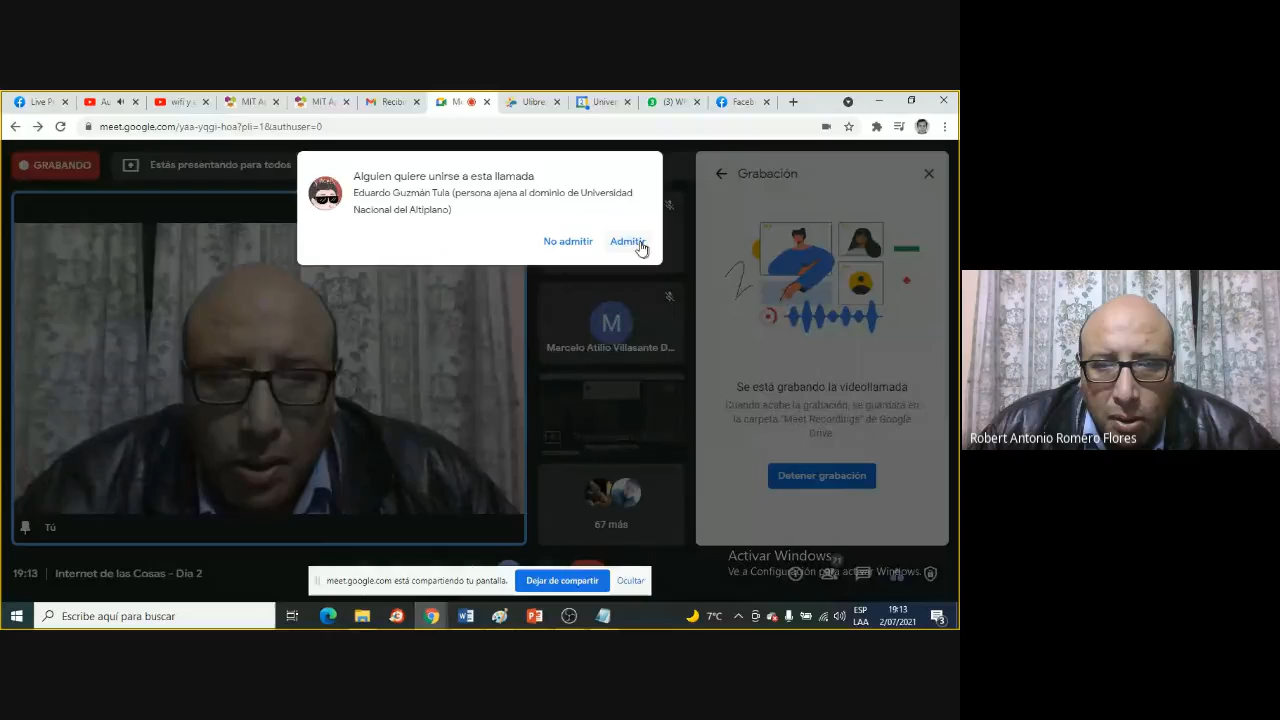 Live P
Au
wifi y
MIT A
MIT A
Recib
M
Ulibre
Univer
(3) W
Faceb
meet.google.com/yaa-yqgi-hoa?pli=1&authuser=0
GRABANDO
Estás presentando para todos
Alguien quiere unirse a esta llamada
Eduardo Guzmán Tula (persona ajena al dominio de Universidad
Nacional del Altiplano)
No admitir
Admitir
Grabación
Marcelo Atilio Villasante D...
M
2
Se está grabando la videollamada
Cuando acabe la grabación, se guardará en
la carpeta "Meet Recordings" de Google
Drive.
Detener grabación
67 más
Tú
Robert Antonio Romero Flores
19:13 | Internet de las Cosas - Dia 2
Activar Windows
Ve a Configuración para activar Windows.
meet.google.com está compartiendo tu pantalla.
Dejar de compartir
Ocultar
Escribe aquí para buscar
7°C
ESP
LAA
19:13
2/07/2021
3